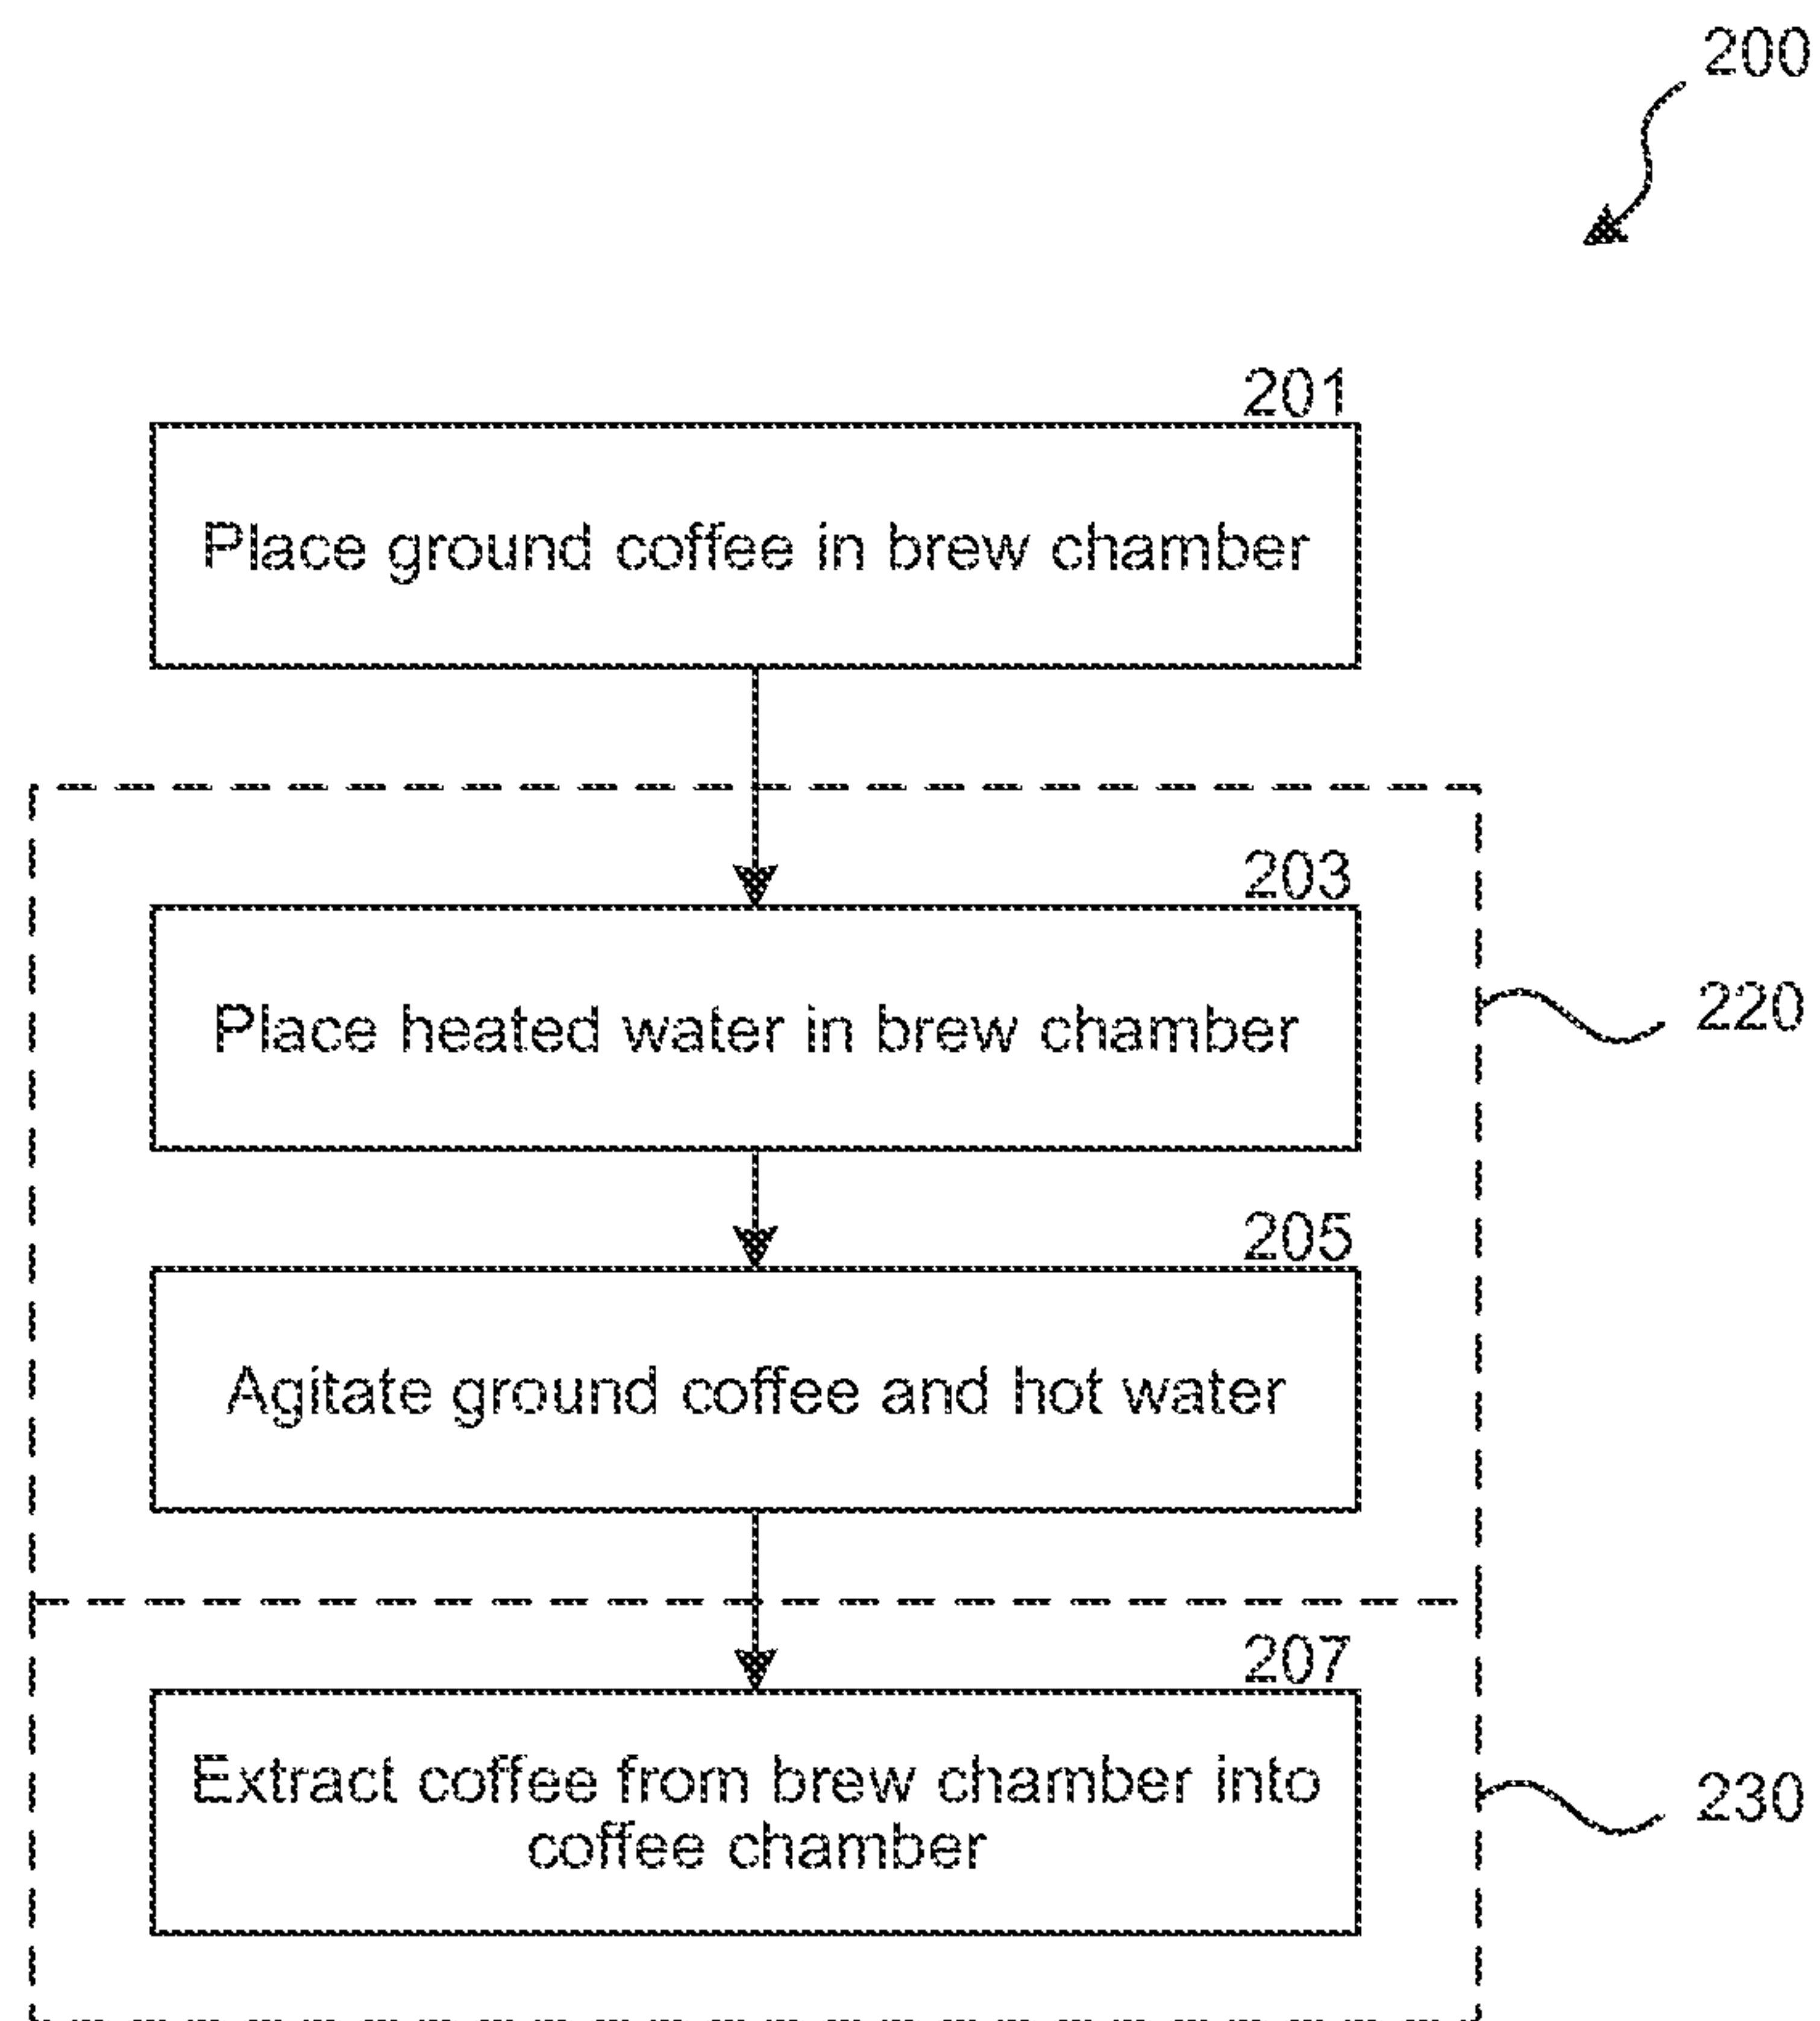 200
201
Place ground coffee in brew chamber
203
Place heated water in brew chamber
220
205
Agitate ground coffee and hot water
207
Extract coffee from brew chamber into
coffee chamber
230